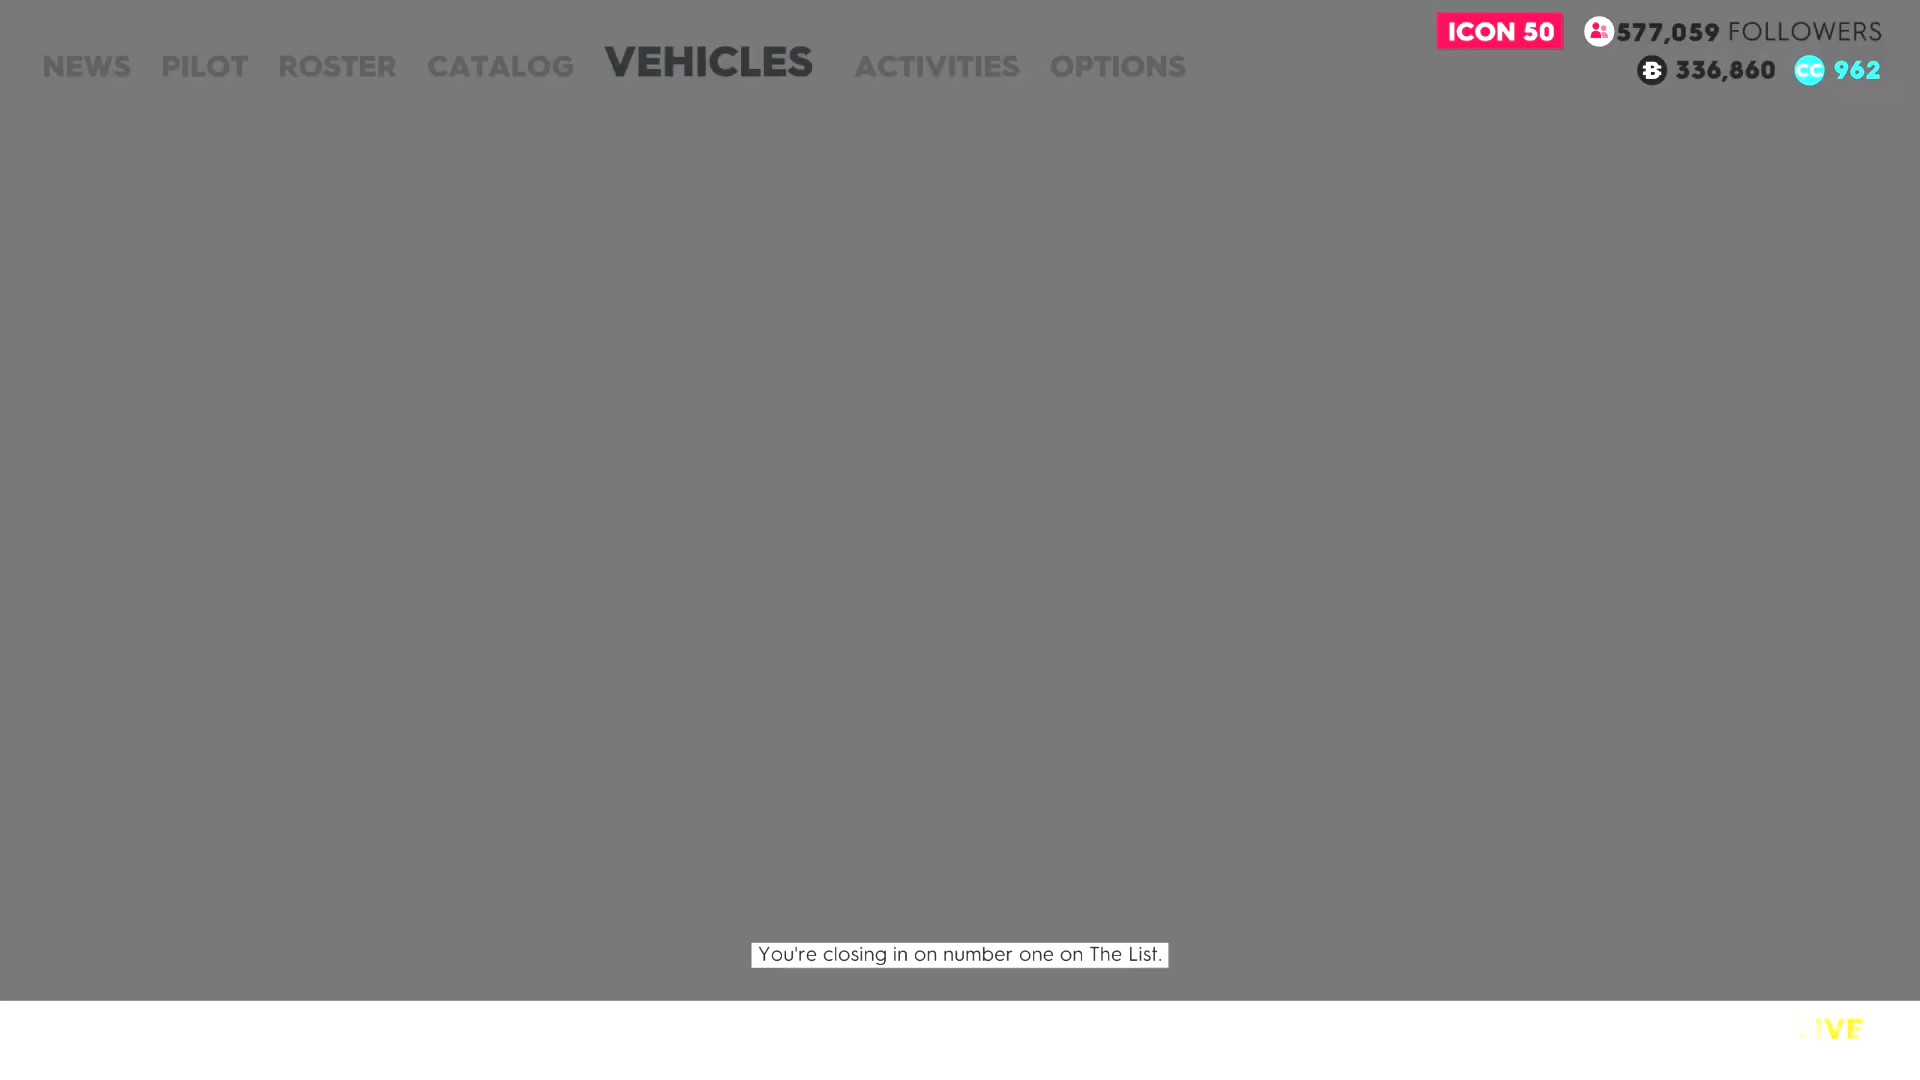 ICON 50 577,059 FOLLOWERS
NEWS PILOT ROSTER CATALOG VEHICLES ACTIVITIES OPTIONS
336,860 CC 962
You're closing in on number one on The List.